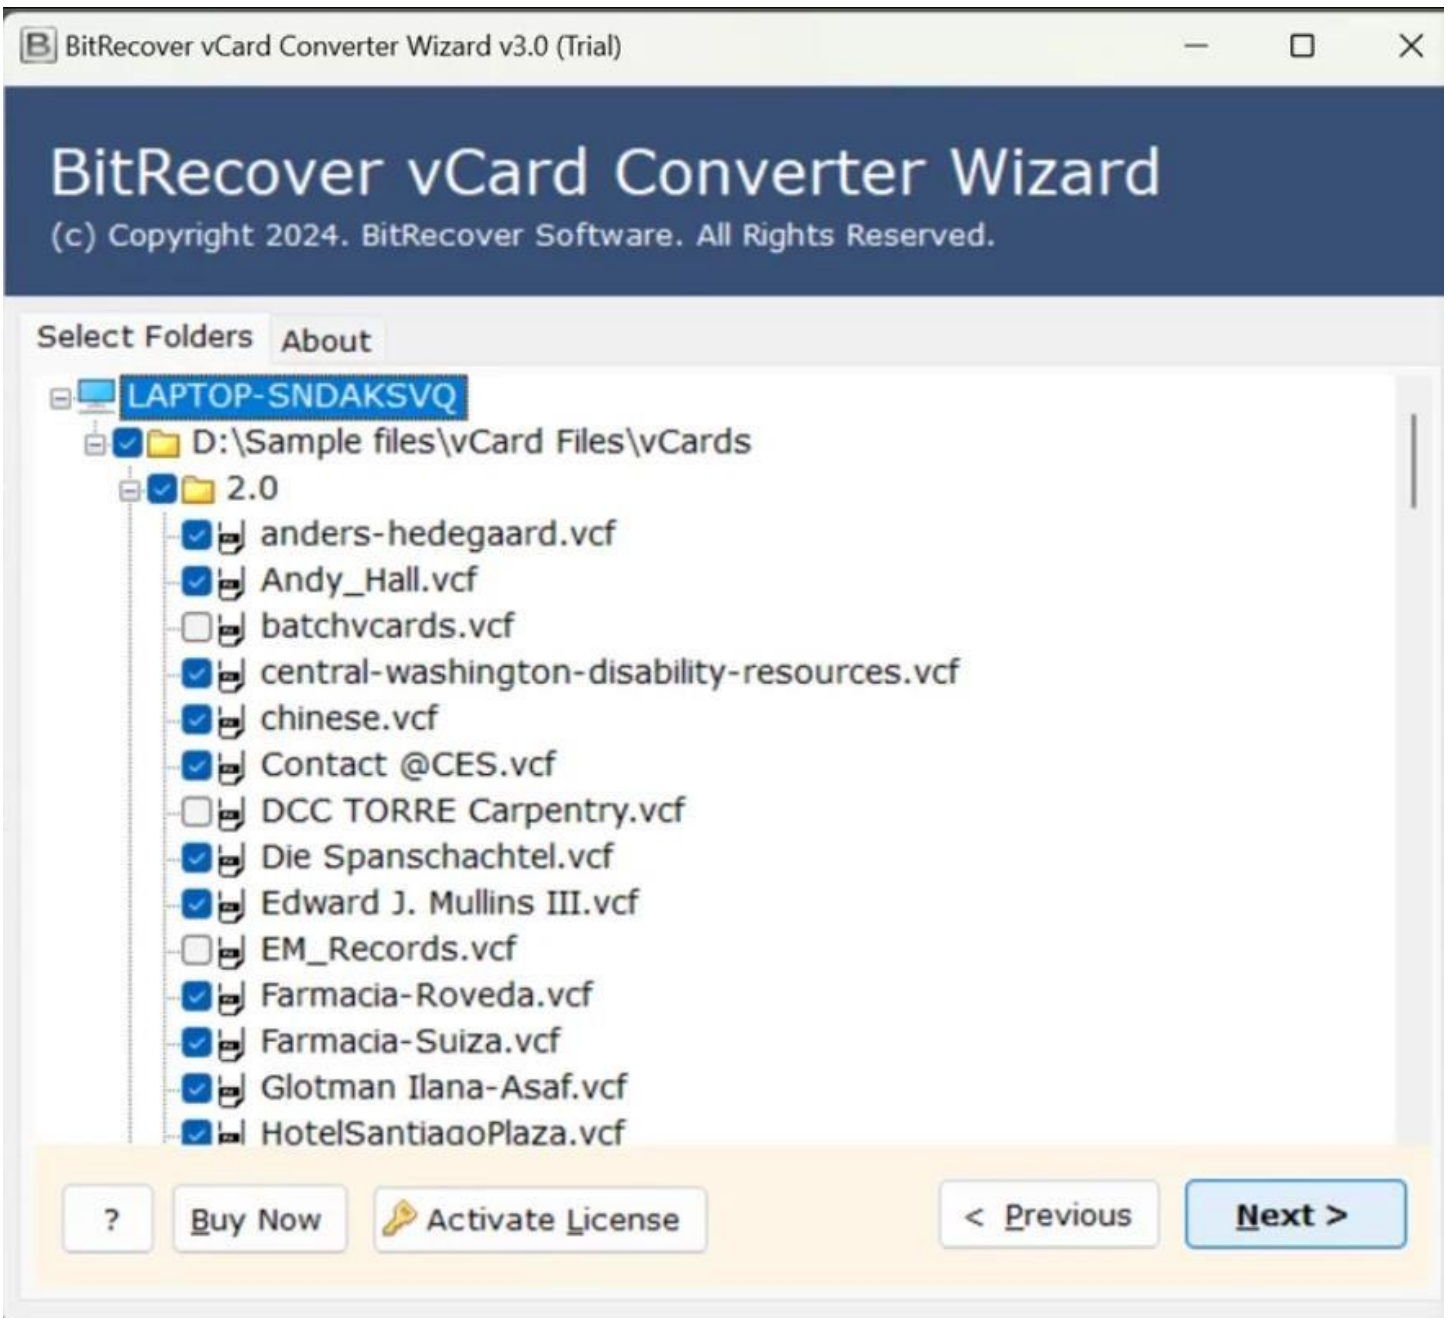 BitRecover vCard Converter Wizard v3.0 (Trial)
BitRecover vCard Converter Wizard
(c) Copyright 2024. BitRecover Software. All Rights Reserved.
Select Folders About
LAPTOP-SNDAKSVQ
D:\Sample files\vCard Files\vCards
2.0
anders-hedegaard.vcf
Andy_Hall.vcf
batchvcards.vcf
central-washington-disability-resources.vcf
chinese.vcf
Contact @CES.vcf
DCC TORRE Carpentry.vcf
Die Spanschachtel.vcf
Edward J. Mullins III.vcf
EM_Records.vcf
Farmacia-Roveda.vcf
Farmacia-Suiza.vcf
Glotman Ilana-Asaf.vcf
HotelSantiagoPlaza.vcf
? Buy Now Activate License < Previous Next >